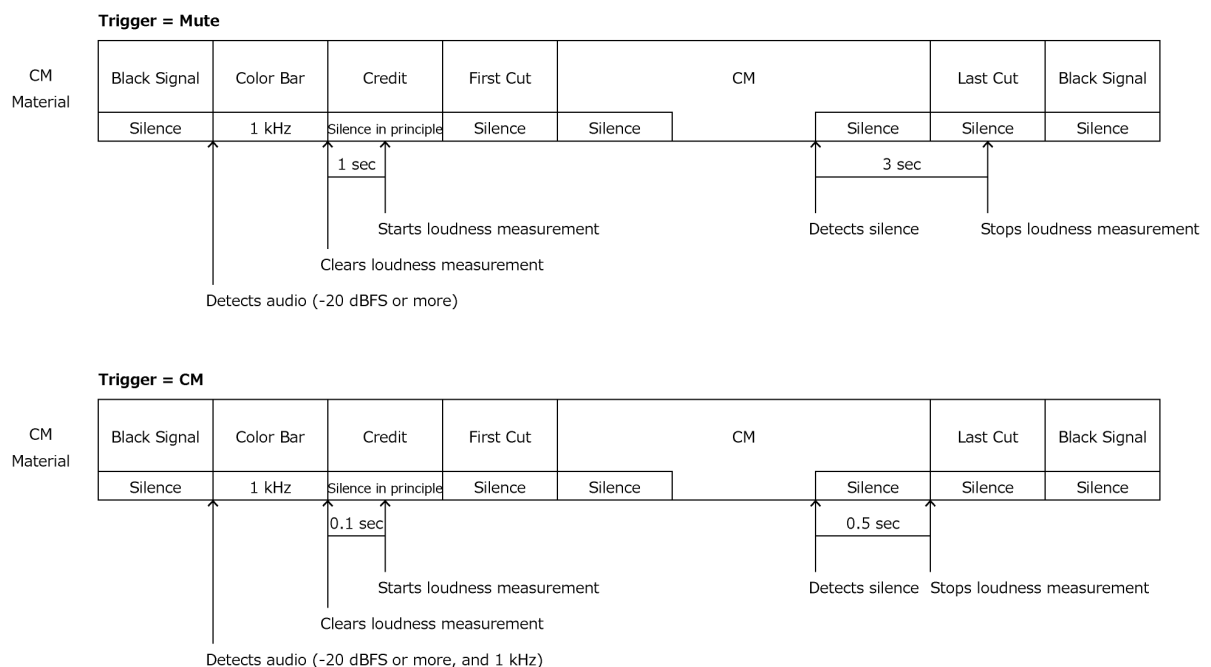 Trigger = Mute
CM
Material
Black Signal
Color Bar
Credit
First Cut
CM
Last Cut
Black Signal
Silence
1 kHz
Silence in principle
Silence
Silence
Silence
Silence
Silence
1 sec
3 sec
Starts loudness measurement
Detects silence
Stops loudness measurement
Clears loudness measurement
Detects audio (-20 dBFS or more)
Trigger = CM
CM
Material
Black Signal
Color Bar
Credit
First Cut
CM
Last Cut
Black Signal
Silence
1 kHz
Silence in principle
Silence
Silence
Silence
Silence
Silence
0.1 sec
0.5 sec
Starts loudness measurement
Detects silence
Stops loudness measurement
Clears loudness measurement
Detects audio (-20 dBFS or more, and 1 kHz)